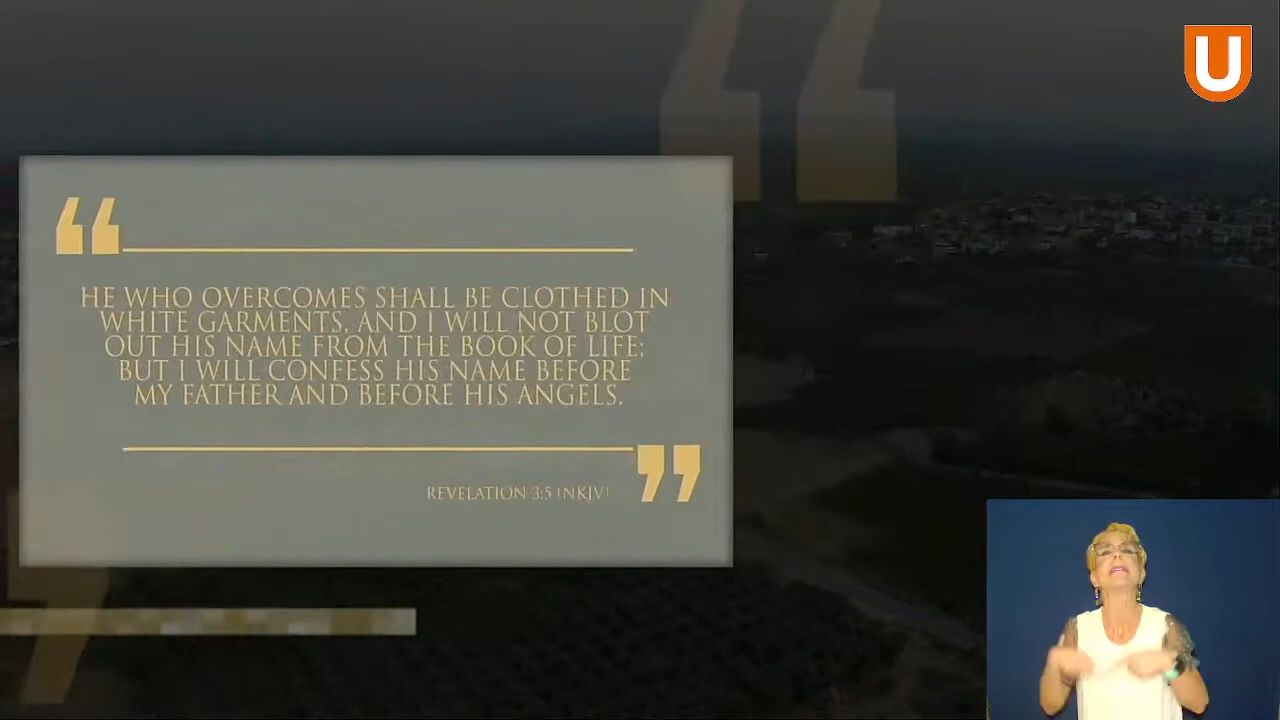 U
“
HE WHO OVERCOMES SHALL BE CLOTHED IN
WHITE GARMENTS, AND I WILL NOT BLOT
OUT HIS NAME FROM THE BOOK OF LIFE;
BUT I WILL CONFESS HIS NAME BEFORE
MY FATHER AND BEFORE HIS ANGELS.
”
REVELATION 3:5 (NKJV)